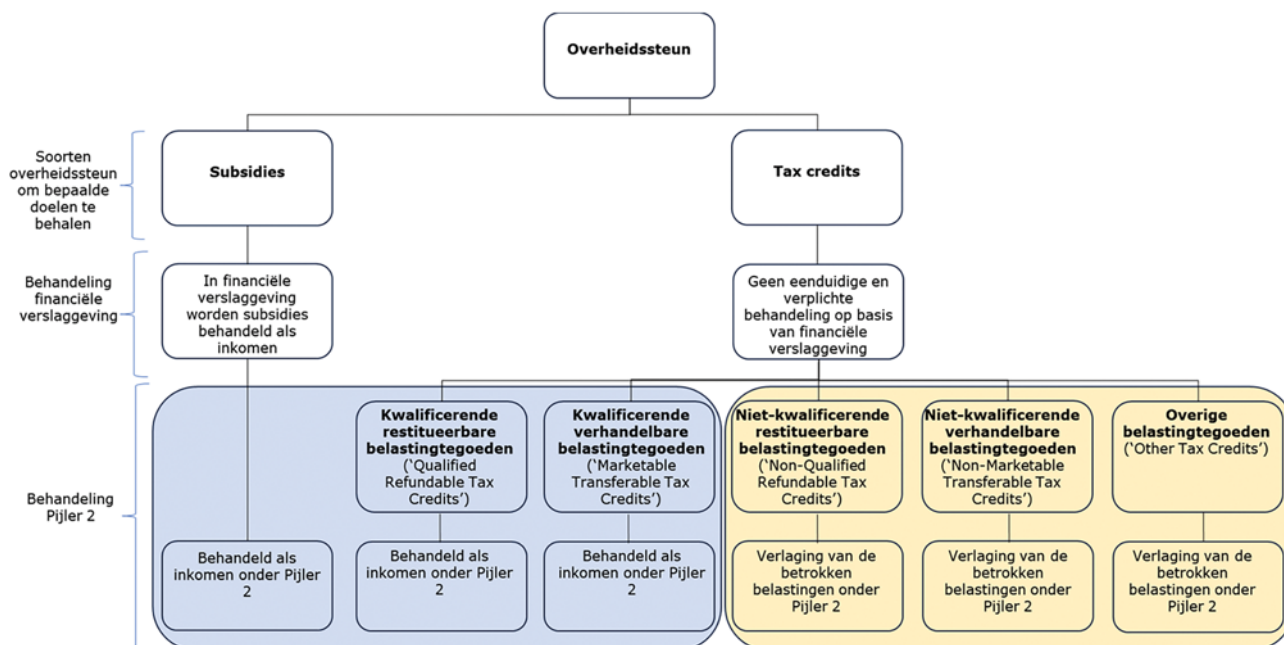 Overheidssteun
Soorten
overheidssteun
om bepaalde
doelen te
behalen
Subsidies
Tax credits
Behandeling
financiële
verslaggeving
In financiële
verslaggeving
worden subsidies
behandeld als
inkomen
Geen eenduidige en
verplichte
behandeling op basis
van financiële
verslaggeving
Behandeling
Pijler 2
Kwalificerende
restitueerbare
belastingtegoeden
(‘Qualified
Refundable Tax
Credits’)
Kwalificerende
verhandelbare
belastingtegoeden
(‘Marketable
Transferable Tax
Credits’)
Niet-kwalificerende
restitueerbare
belastingtegoeden
(‘Non-Qualified
Refundable Tax
Credits’)
Niet-kwalificerende
verhandelbare
belastingtegoeden
(‘Non-Marketable
Transferable Tax
Credits’)
Overige
belastingtegoeden
(‘Other Tax Credits’)
Behandeld als
inkomen onder Pijler
2
Behandeld als
inkomen onder Pijler
2
Behandeld als
inkomen onder Pijler
2
Verlaging van de
betrokken
belastingen onder
Pijler 2
Verlaging van de
betrokken
belastingen onder
Pijler 2
Verlaging van de
betrokken
belastingen onder
Pijler 2